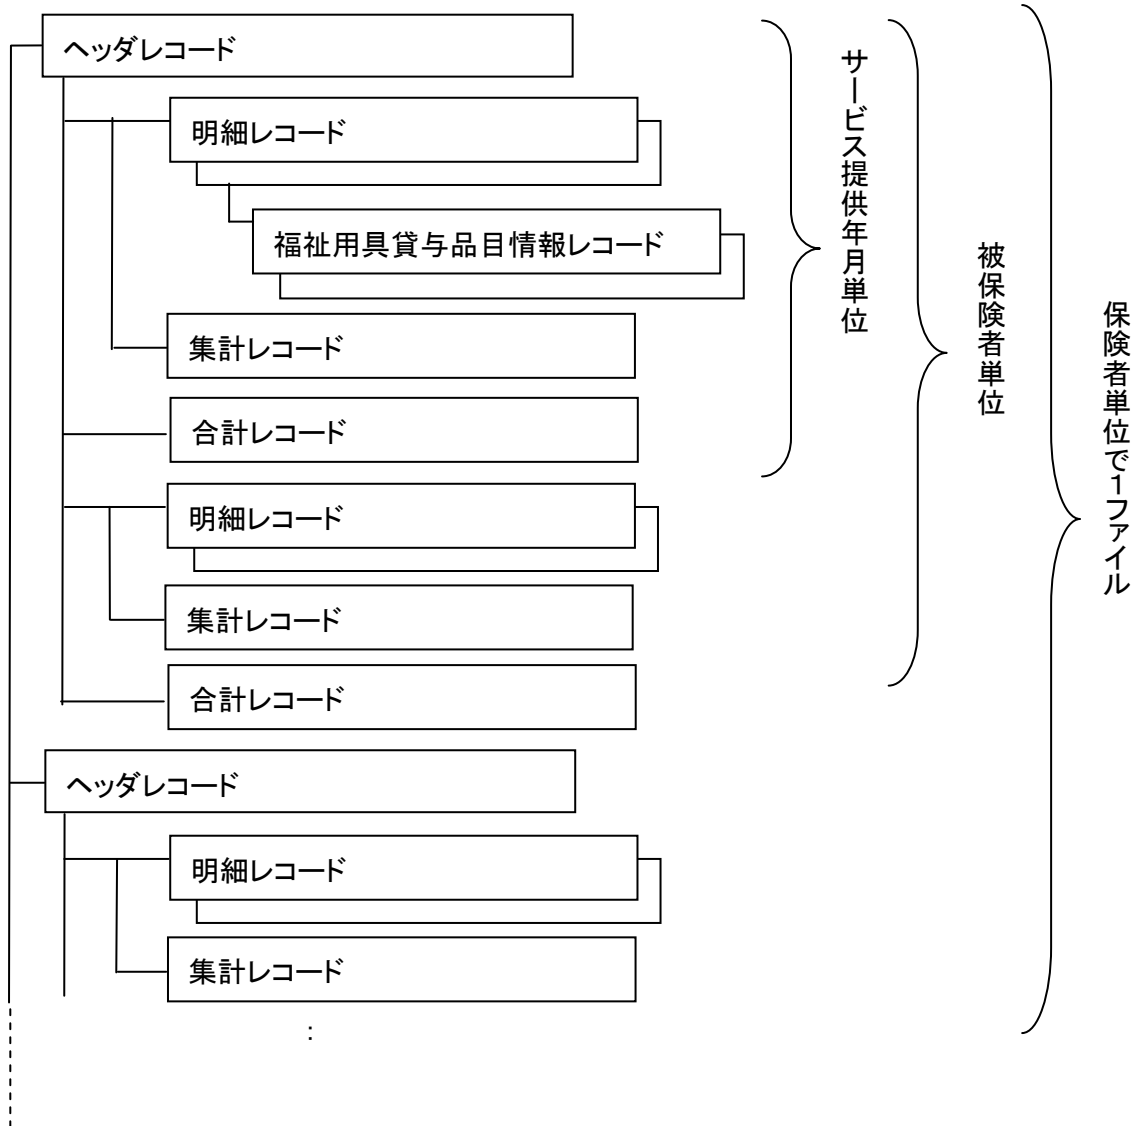 ヘッダレコード
明細レコード
福祉用具貸与品目情報レコード
集計レコード
合計レコード
明細レコード
集計レコード
合計レコード
ヘッダレコード
明細レコード
集計レコード
:
サービス提供年月単位
被保険者単位
保険者単位で1ファイル